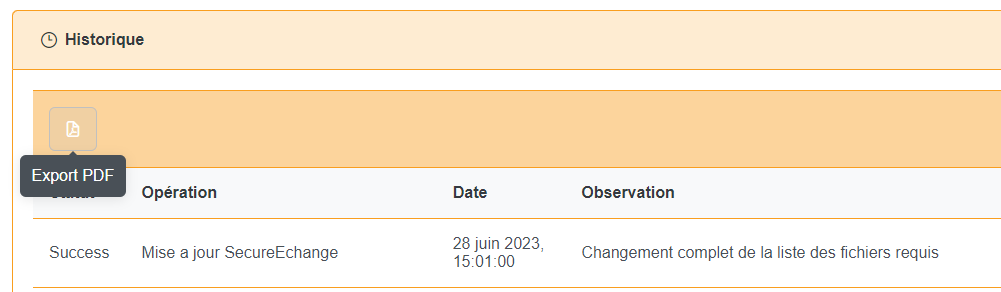 Historique
Export PDF
Opération Date Observation
Success Mise a jour SecureEchange 28 juin 2023, 15:01:00 Changement complet de la liste des fichiers requis